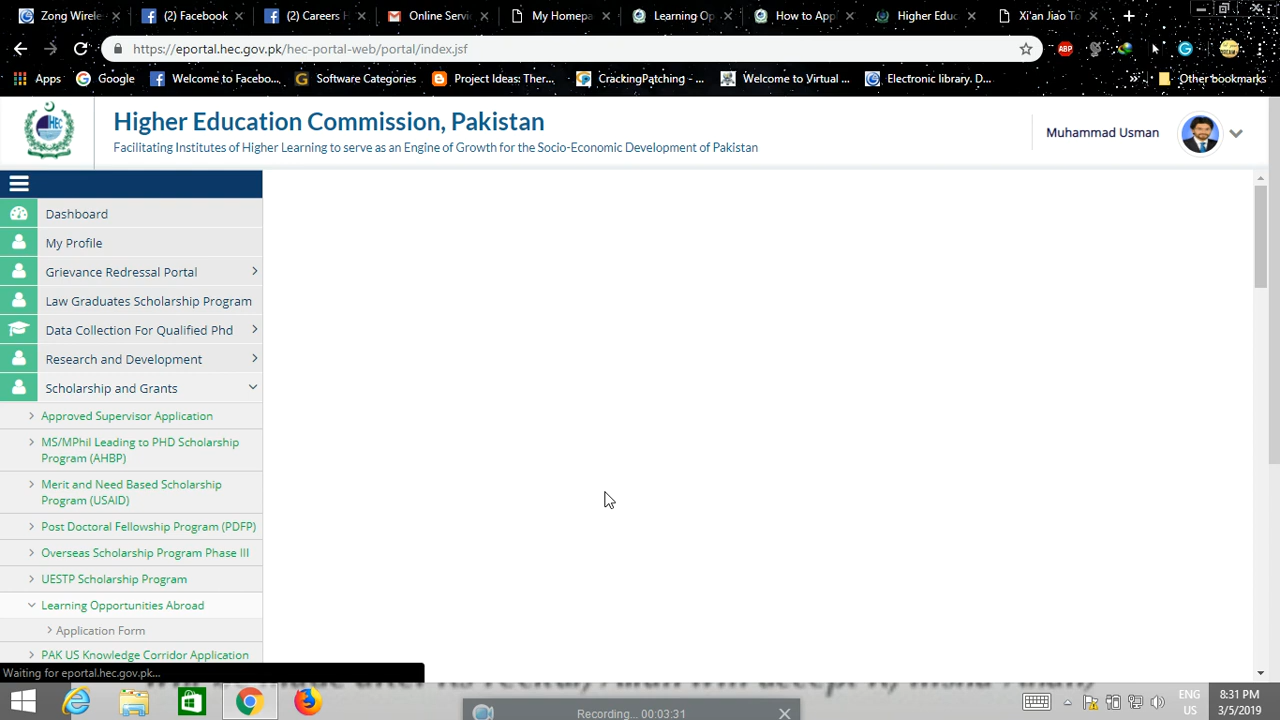 Zong Wirele
(2) Facebook
(2) Careers H
Online Servi
My Homepa
Learning Op
How to Appl
Higher Educ
Xi'an Jiao To
https://eportal.hec.gov.pk/hec-portal-web/portal/index.jsf
ABP
Apps
Google
Welcome to Facebo...
Software Categories
Project Ideas: Ther...
CrackingPatching - ...
Welcome to Virtual ...
Electronic library. D...
Other bookmarks
Higher Education Commission, Pakistan
Facilitating Institutes of Higher Learning to serve as an Engine of Growth for the Socio-Economic Development of Pakistan
Muhammad Usman
Dashboard
My Profile
Grievance Redressal Portal
Law Graduates Scholarship Program
Data Collection For Qualified Phd
Research and Development
Scholarship and Grants
Approved Supervisor Application
MS/MPhil Leading to PHD Scholarship
Program (AHBP)
Merit and Need Based Scholarship
Program (USAID)
Post Doctoral Fellowship Program (PDFP)
Overseas Scholarship Program Phase III
UESTP Scholarship Program
Learning Opportunities Abroad
Application Form
PAK US Knowledge Corridor Application
Waiting for eportal.hec.gov.pk...
ENG
US
8:31 PM
3/5/2019
Recording... 00:03:31